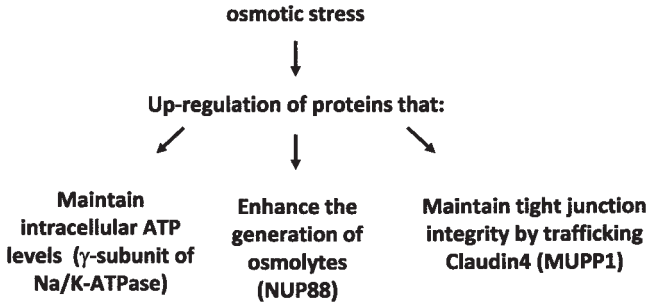 osmotic stress
Up-regulation of proteins that:
Maintain
intracellular ATP
levels (γ-subunit of
Na/K-ATPase)
Enhance the
generation of
osmolytes
(NUP88)
Maintain tight junction
integrity by trafficking
Claudin4 (MUPP1)